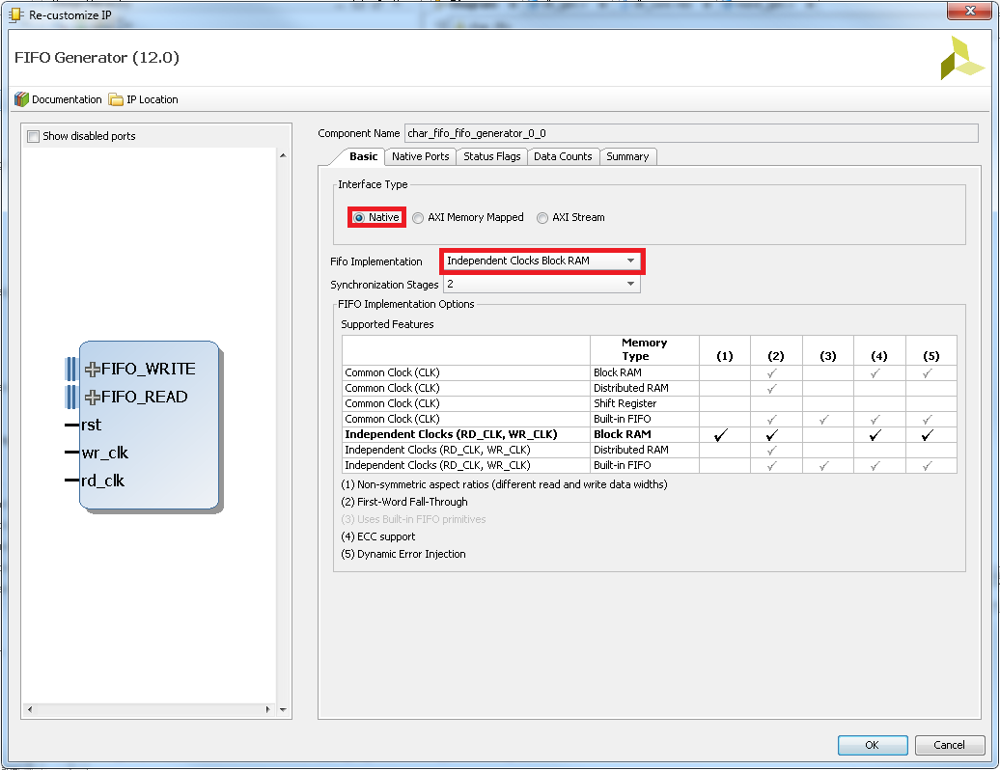 Re-customize IP
FIFO Generator (12.0)
Documentation IP Location
Show disabled ports
FIFO_WRITE
FIFO_READ
rst
wr_clk
rd_clk
Component Name char_fifo_fifo_generator_0_0
Basic Native Ports Status Flags Data Counts Summary
Interface Type
Native AXI Memory Mapped AXI Stream
Fifo Implementation Independent Clocks Block RAM
Synchronization Stages 2
FIFO Implementation Options
Supported Features
Memory Type (1) (2) (3) (4) (5)
Common Clock (CLK) Block RAM ✓ ✓ ✓
Common Clock (CLK) Distributed RAM ✓
Common Clock (CLK) Shift Register
Common Clock (CLK) Built-in FIFO ✓ ✓ ✓ ✓
Independent Clocks (RD_CLK, WR_CLK) Block RAM ✓ ✓ ✓ ✓
Independent Clocks (RD_CLK, WR_CLK) Distributed RAM ✓
Independent Clocks (RD_CLK, WR_CLK) Built-in FIFO ✓ ✓ ✓ ✓
(1) Non-symmetric aspect ratios (different read and write data widths)
(2) First-Word Fall-Through
(3) Uses Built-in FIFO primitives
(4) ECC support
(5) Dynamic Error Injection
OK Cancel